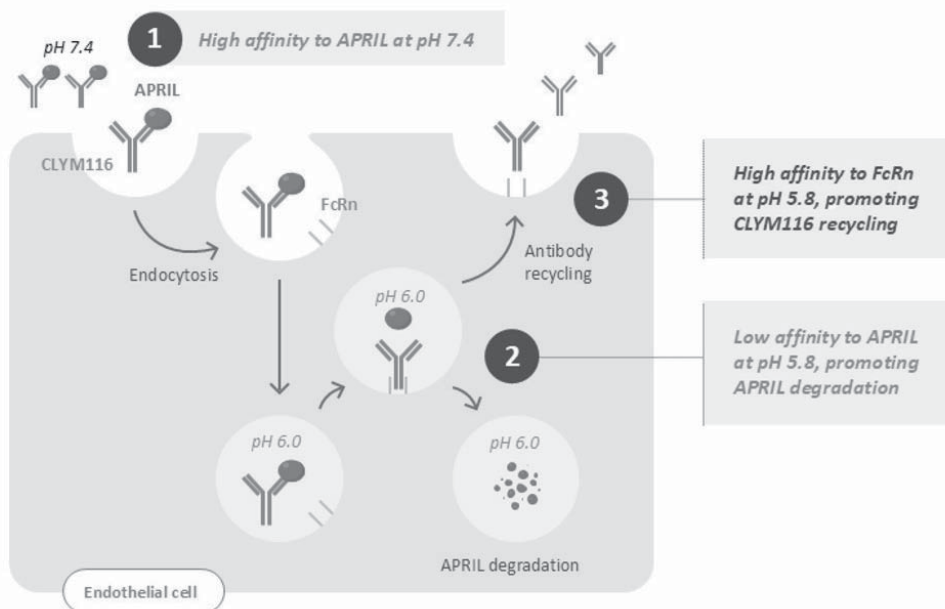 pH 7.4
1
High affinity to APRIL at pH 7.4
APRIL
CLYM116
FcRn
Endocytosis
3
High affinity to FcRn
at pH 5.8, promoting
CLYM116 recycling
Antibody
recycling
pH 6.0
2
Low affinity to APRIL
at pH 5.8, promoting
APRIL degradation
pH 6.0
pH 6.0
APRIL degradation
Endothelial cell